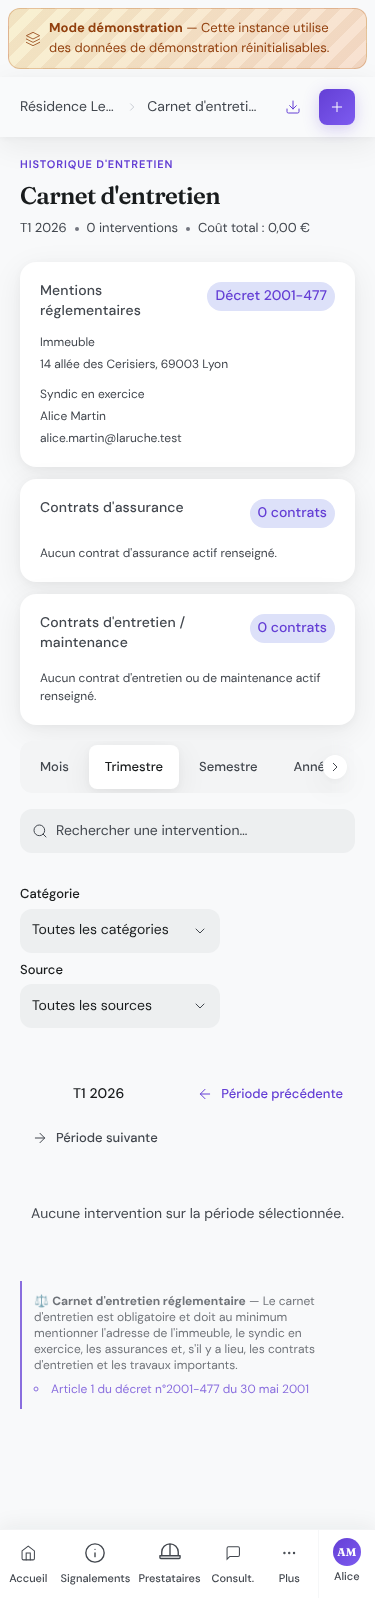 Mode démonstration — Cette instance utilise
des données de démonstration réinitialisables.
Résidence Le… > Carnet d'entreti…
HISTORIQUE D'ENTRETIEN
Carnet d'entretien
T1 2026 • 0 interventions • Coût total : 0,00 €
Mentions
réglementaires
Décret 2001-477
Immeuble
14 allée des Cerisiers, 69003 Lyon
Syndic en exercice
Alice Martin
alice.martin@laruche.test
Contrats d'assurance
0 contrats
Aucun contrat d'assurance actif renseigné.
Contrats d'entretien /
maintenance
0 contrats
Aucun contrat d'entretien ou de maintenance actif
renseigné.
Mois Trimestre Semestre Anné
Rechercher une intervention…
Catégorie
Toutes les catégories
Source
Toutes les sources
T1 2026 ← Période précédente
→ Période suivante
Aucune intervention sur la période sélectionnée.
⚖️ Carnet d'entretien réglementaire — Le carnet
d'entretien est obligatoire et doit au minimum
mentionner l'adresse de l'immeuble, le syndic en
exercice, les assurances et, s'il y a lieu, les contrats
d'entretien et les travaux importants.
Article 1 du décret n°2001-477 du 30 mai 2001
AM
Accueil Signalements Prestataires Consult. Plus Alice